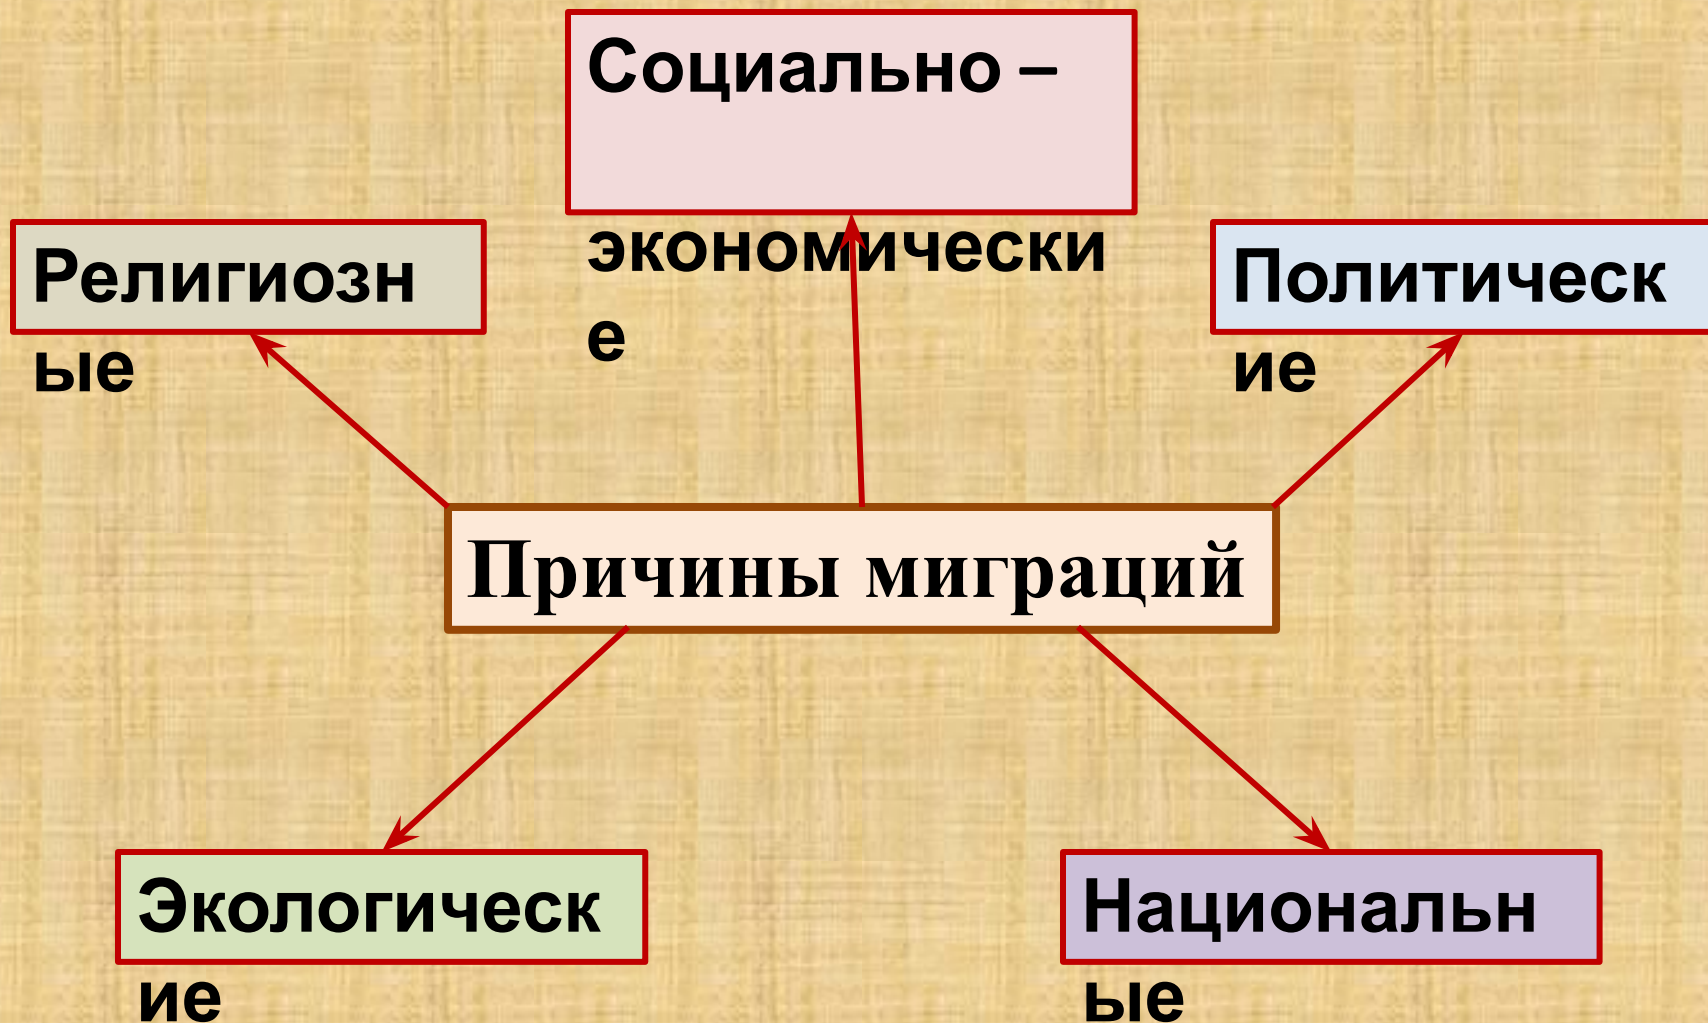 Социально –
экономически
е
Религиозн
ые
Политическ
ие
Причины миграций
Экологическ
ие
Национальн
ые